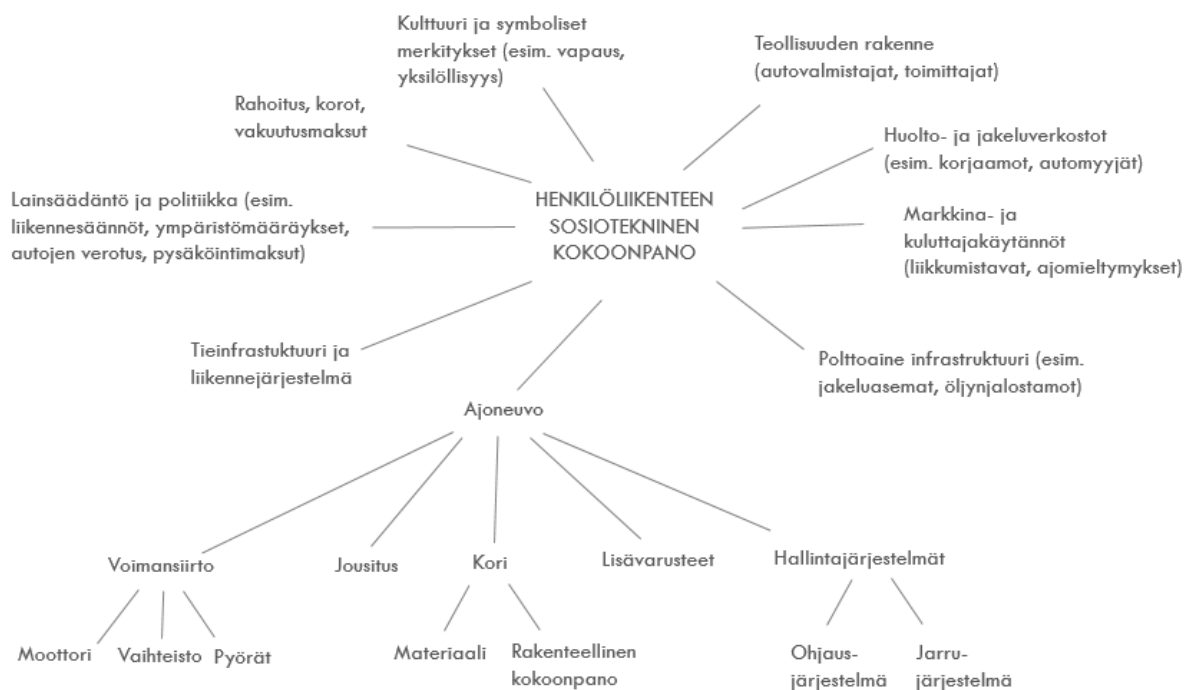 Kulttuuri ja symboliset
merkitykset (esim. vapaus,
yksilöllisyys)
Teollisuuden rakenne
(autovalmistajat, toimittajat)
Rahoitus, korot,
vakuutusmaksut
Huolto- ja jakeluverkostot
(esim. korjaamot, automyyjät)
Lainsäädäntö ja politiikka (esim.
liikennesäännöt, ympäristömääräykset,
autojen verotus, pysäköintimaksut)
HENKILÖLIIKENTEEN
SOSIOTEKNINEN
KOKOONPANO
Markkina- ja
kuluttajakäytännöt
(liikkumistavat, ajomieltymykset)
Tieinfrastuktuuri ja
liikennejärjestelmä
Polttoaine infrastruktuuri (esim.
jakeluasemat, öljynjalostamot)
Ajoneuvo
Voimansiirto
Jousitus
Kori
Lisävarusteet
Hallintajärjestelmät
Moottori
Vaihteisto
Pyörät
Materiaali
Rakenteellinen
kokoonpano
Ohjaus-
järjestelmä
Jarru-
järjestelmä